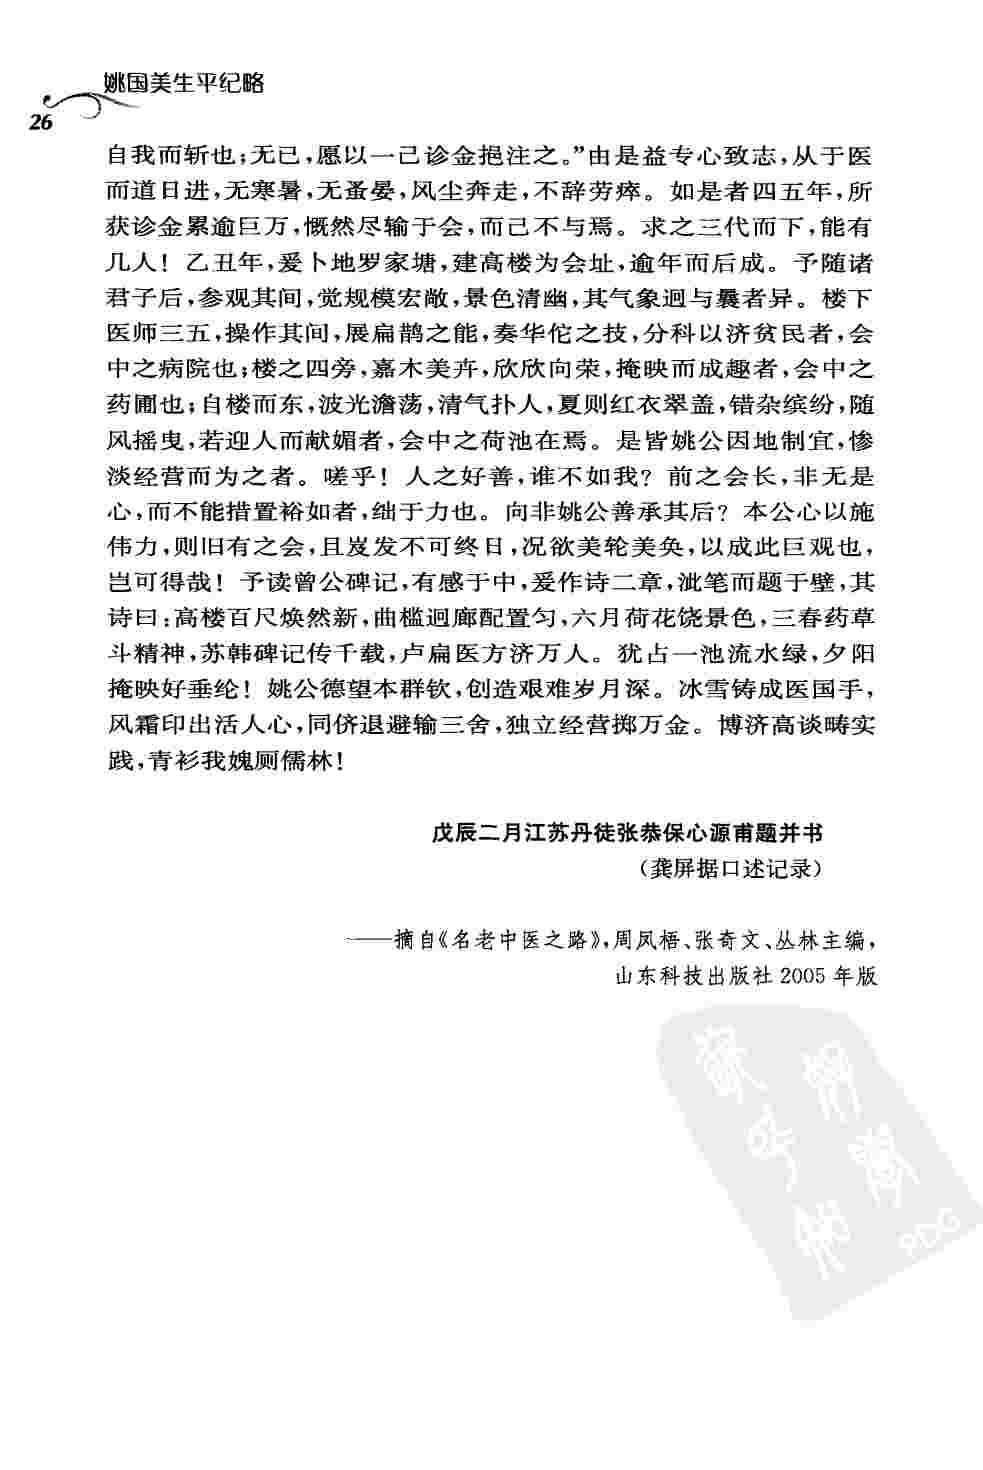 姚国美生平纪略
26
自我而斩也;无已,愿以一己诊金挹注之。”由是益专心致志,从于医
而道日进,无寒暑,无蚤晏,风尘奔走,不辞劳瘁。如是者四五年,所
获诊金累逾巨万,慨然尽输于会,而己不与焉。求之三代而下,能有
几人！乙丑年,爰卜地罗家塘,建高楼为会址,逾年而后成。予随诸
君子后,参观其间,觉规模宏敞,景色清幽,其气象迥与曩者异。楼下
医师三五,操作其间,展扁鹊之能,奏华佗之技,分科以济贫民者,会
中之病院也;楼之四旁,嘉木美卉,欣欣向荣,掩映而成趣者,会中之
药圃也;自楼而东,波光澹荡,清气扑人,夏则红衣翠盖,错杂缤纷,随
风摇曳,若迎人而献媚者,会中之荷池在焉。是皆姚公因地制宜,惨
淡经营而为之者。嗟乎！人之好善,谁不如我？前之会长,非无是
心,而不能措置裕如者,绌于力也。向非姚公善承其后？本公心以施
伟力,则旧有之会,且岌发不可终日,况欲美轮美奂,以成此巨观也,
岂可得哉！予读曾公碑记,有感于中,爰作诗二章,泚笔而题于壁,其
诗曰:高楼百尺焕然新,曲槛迥廊配置匀,六月荷花饶景色,三春药草
斗精神,苏韩碑记传千载,卢扁医方济万人。犹占一池流水绿,夕阳
掩映好垂纶！姚公德望本群钦,创造艰难岁月深。冰雪铸成医国手,
风霜印出活人心,同侪退避输三舍,独立经营掷万金。博济高谈畴实
践,青衫我媿厕儒林！
戊辰二月江苏丹徒张恭保心源甫题并书
(龚屏据口述记录)
——摘自《名老中医之路》,周凤梧、张奇文、丛林主编,
山东科技出版社 2005 年版
PDG